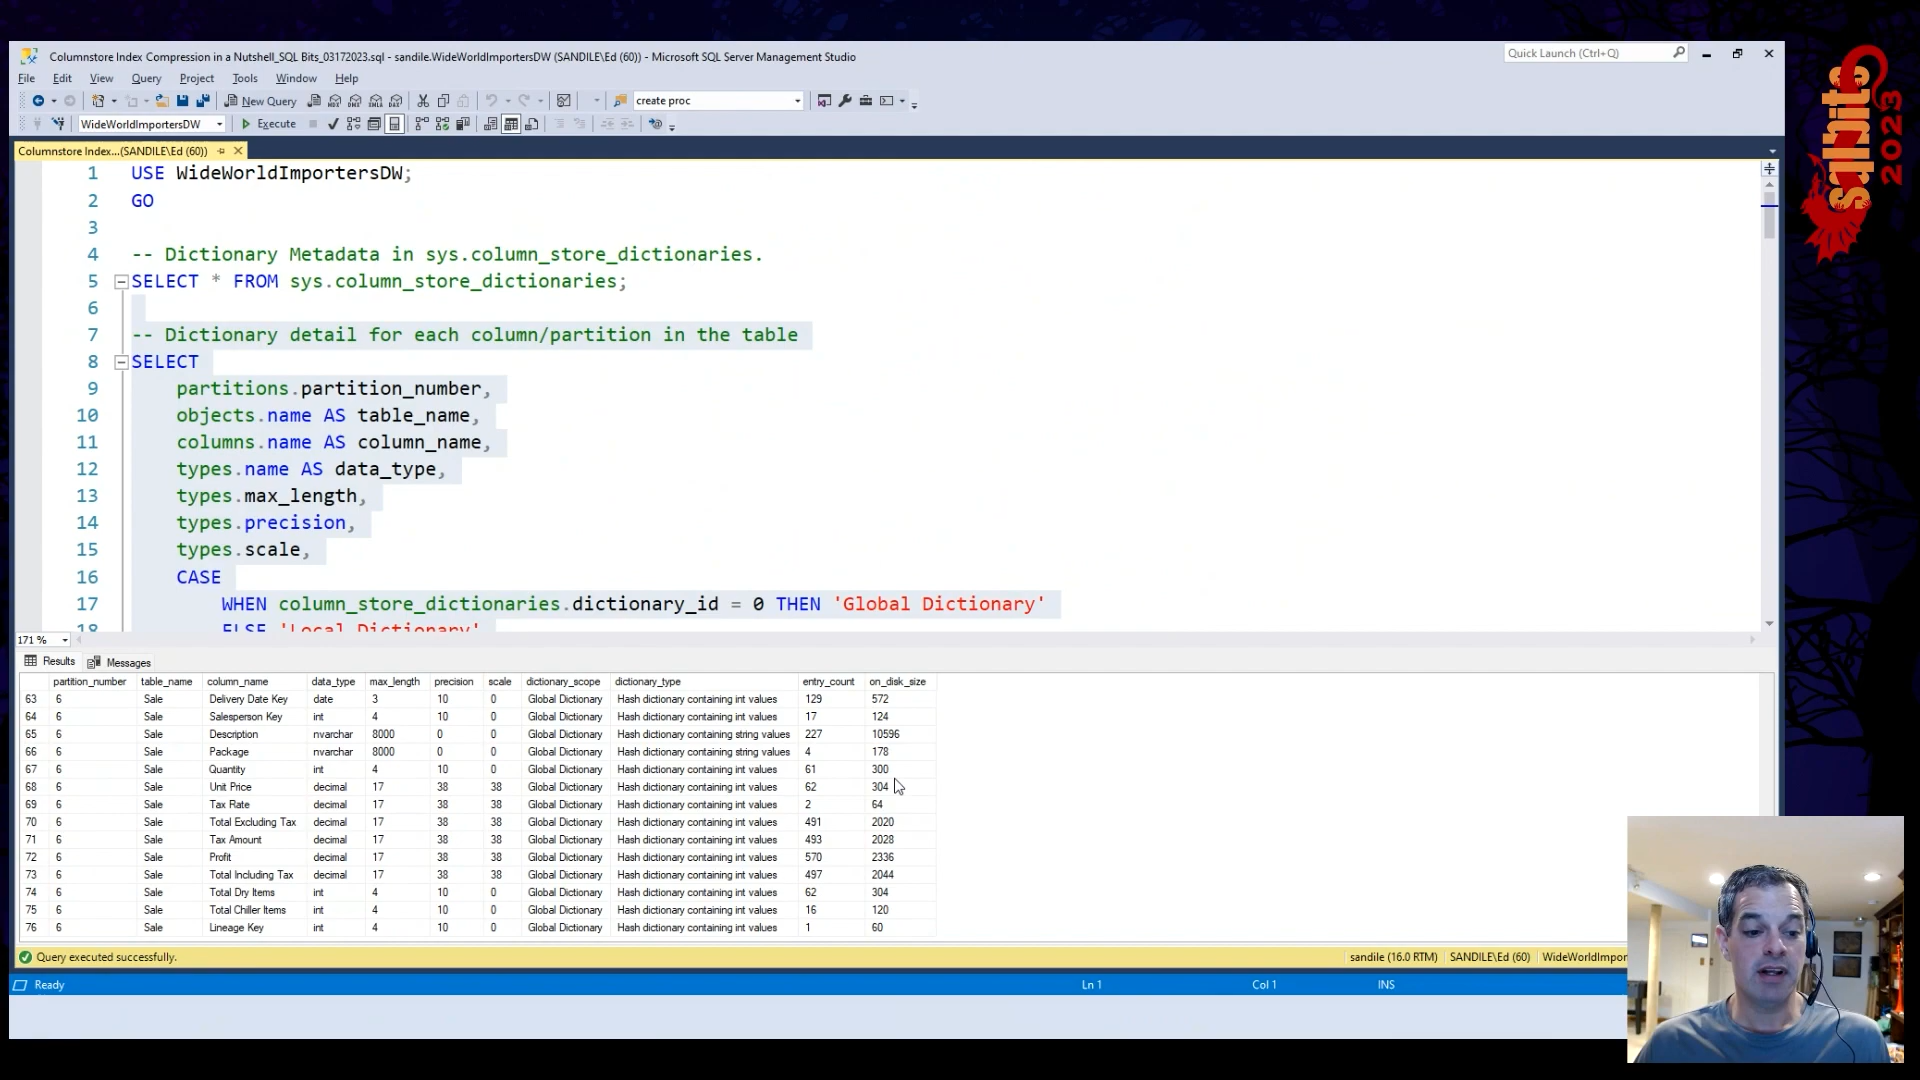 Columnstore Index Compression in a Nutshell_SQL Bits_03172023.sql - sandile.WideWorldImportersDW (SANDILE\Ed (60)) - Microsoft SQL Server Management Studio
Quick Launch (Ctrl+Q)
File Edit View Query Project Tools Window Help
New Query create proc
WideWorldImportersDW Execute
Columnstore Index...(SANDILE\Ed (60))
1 USE WideWorldImportersDW;
2 GO
3
4 -- Dictionary Metadata in sys.column_store_dictionaries.
5 SELECT * FROM sys.column_store_dictionaries;
6
7 -- Dictionary detail for each column/partition in the table
8 SELECT
9 partitions.partition_number,
10 objects.name AS table_name,
11 columns.name AS column_name,
12 types.name AS data_type,
13 types.max_length,
14 types.precision,
15 types.scale,
16 CASE
17 WHEN column_store_dictionaries.dictionary_id = 0 THEN 'Global Dictionary'
18 ELSE 'Local Dictionary'
171 %
Results Messages
partition_number table_name column_name data_type max_length precision scale dictionary_scope dictionary_type entry_count on_disk_size
63 6 Sale Delivery Date Key date 3 10 0 Global Dictionary Hash dictionary containing int values 129 572
64 6 Sale Salesperson Key int 4 10 0 Global Dictionary Hash dictionary containing int values 17 124
65 6 Sale Description nvarchar 8000 0 0 Global Dictionary Hash dictionary containing string values 227 10596
66 6 Sale Package nvarchar 8000 0 0 Global Dictionary Hash dictionary containing string values 4 178
67 6 Sale Quantity int 4 10 0 Global Dictionary Hash dictionary containing int values 61 300
68 6 Sale Unit Price decimal 17 38 38 Global Dictionary Hash dictionary containing int values 62 304
69 6 Sale Tax Rate decimal 17 38 38 Global Dictionary Hash dictionary containing int values 2 64
70 6 Sale Total Excluding Tax decimal 17 38 38 Global Dictionary Hash dictionary containing int values 491 2020
71 6 Sale Tax Amount decimal 17 38 38 Global Dictionary Hash dictionary containing int values 493 2028
72 6 Sale Profit decimal 17 38 38 Global Dictionary Hash dictionary containing int values 570 2336
73 6 Sale Total Including Tax decimal 17 38 38 Global Dictionary Hash dictionary containing int values 497 2044
74 6 Sale Total Dry Items int 4 10 0 Global Dictionary Hash dictionary containing int values 62 304
75 6 Sale Total Chiller Items int 4 10 0 Global Dictionary Hash dictionary containing int values 16 120
76 6 Sale Lineage Key int 4 10 0 Global Dictionary Hash dictionary containing int values 1 60
Query executed successfully. sandile (16.0 RTM) SANDILE\Ed (60) WideWorldImpor
Ready Ln 1 Col 1 INS
sqlbits 2023